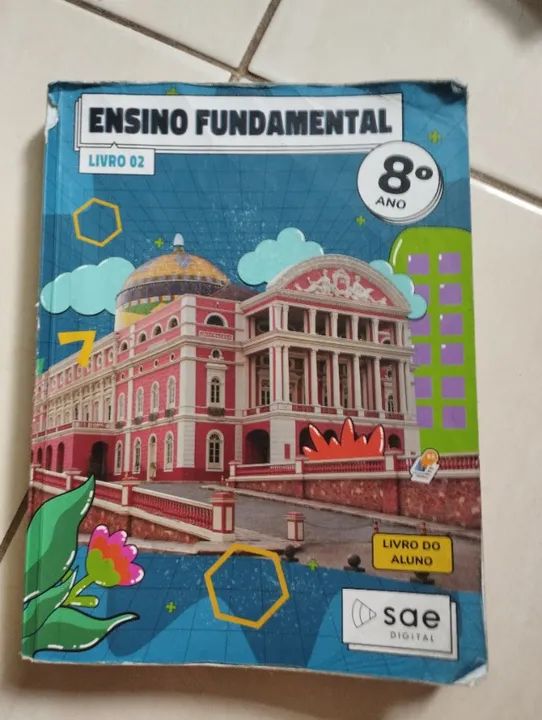 ENSINO FUNDAMENTAL
LIVRO 02
8º
ANO
LIVRO DO
ALUNO
sae
DIGITAL